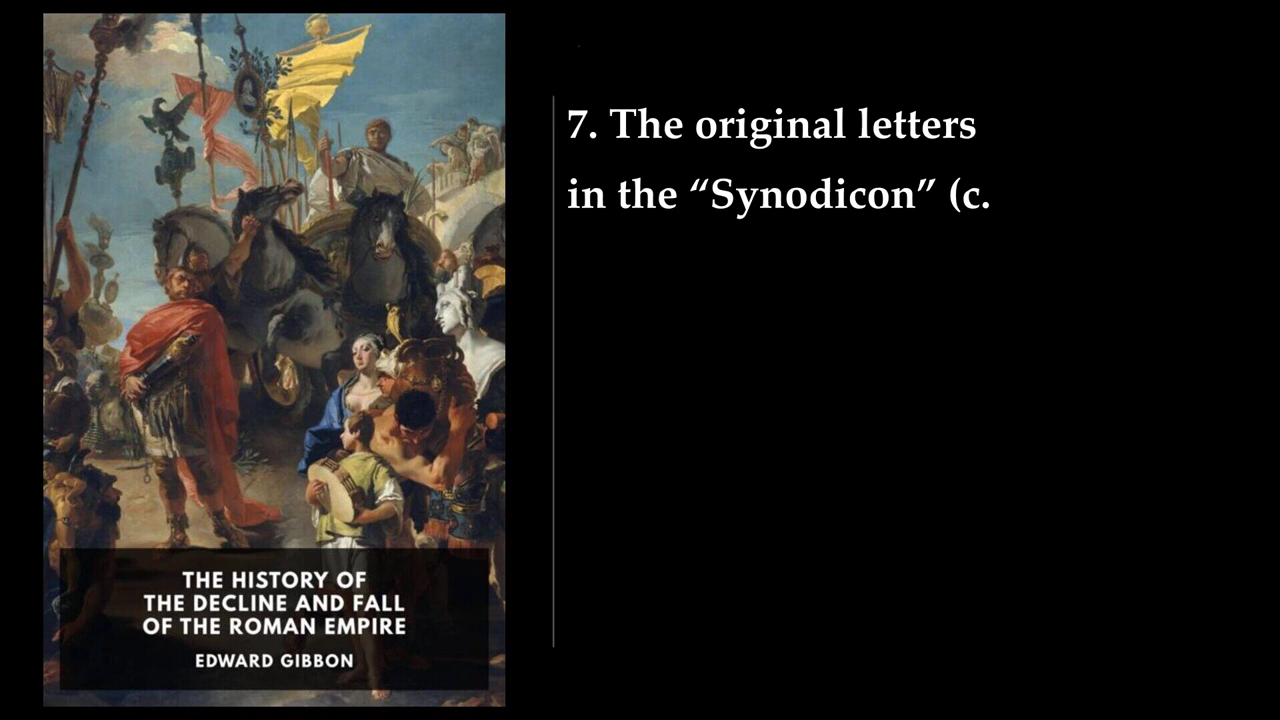 7. The original letters
in the “Synodicon” (c.
THE HISTORY OF
THE DECLINE AND FALL
OF THE ROMAN EMPIRE
EDWARD GIBBON